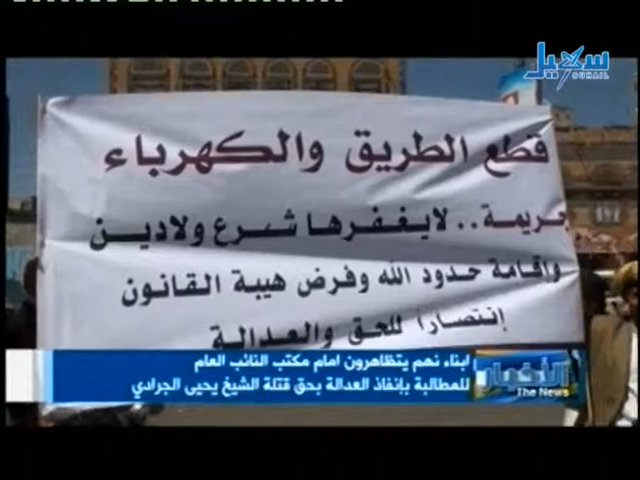 سهيل
SUHAIL
قطع الطريق والكهرباء
جريمة.. لايغفرها شرع ولادين
وإقامة حدود الله وفرض هيبة القانون
إنتصاراً للحق والعدالة
الأخبار
The News
ابناء نهم يتظاهرون امام مكتب النائب العام
للمطالبة بإنفاذ العدالة بحق قتلة الشيخ يحيى الجرادي